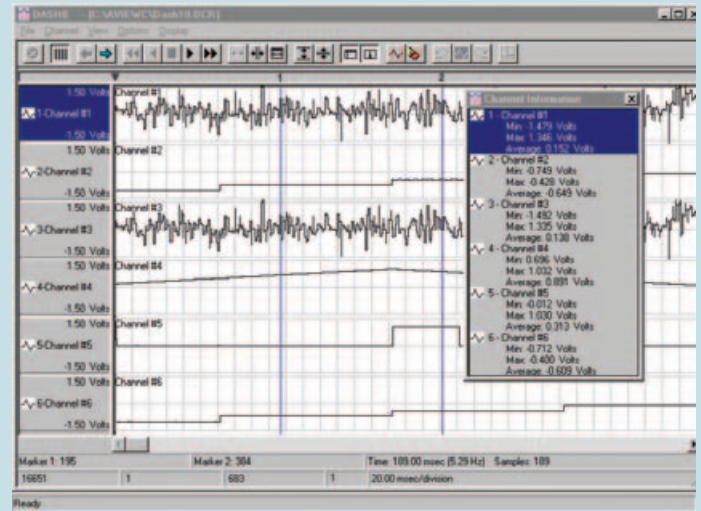 DASH8 - [C:\AVIEWC\Dash18.DCR]
File Channel View Options Display
1 2
1.50 Volts
1-Channel #1
-1.50 Volts
Channel #1
1.50 Volts
2-Channel #2
-1.50 Volts
Channel #2
1.50 Volts
3-Channel #3
-1.50 Volts
Channel #3
1.50 Volts
4-Channel #4
-1.50 Volts
Channel #4
1.50 Volts
5-Channel #5
-1.50 Volts
Channel #5
1.50 Volts
6-Channel #6
-1.50 Volts
Channel #6
Channel Information
1 - Channel #1
Min: -1.479 Volts
Max: 1.346 Volts
Average: 0.152 Volts
2 - Channel #2
Min: -0.749 Volts
Max: -0.428 Volts
Average: -0.649 Volts
3 - Channel #3
Min: -1.492 Volts
Max: 1.335 Volts
Average: 0.138 Volts
4 - Channel #4
Min: 0.696 Volts
Max: 1.032 Volts
Average: 0.891 Volts
5 - Channel #5
Min: -0.012 Volts
Max: 1.030 Volts
Average: 0.313 Volts
6 - Channel #6
Min: -0.712 Volts
Max: -0.400 Volts
Average: -0.609 Volts
Marker 1: 195 Marker 2: 384 Time: 189.00 msec (5.29 Hz) Samples: 189
16651 1 683 1 20.00 msec/division
Ready